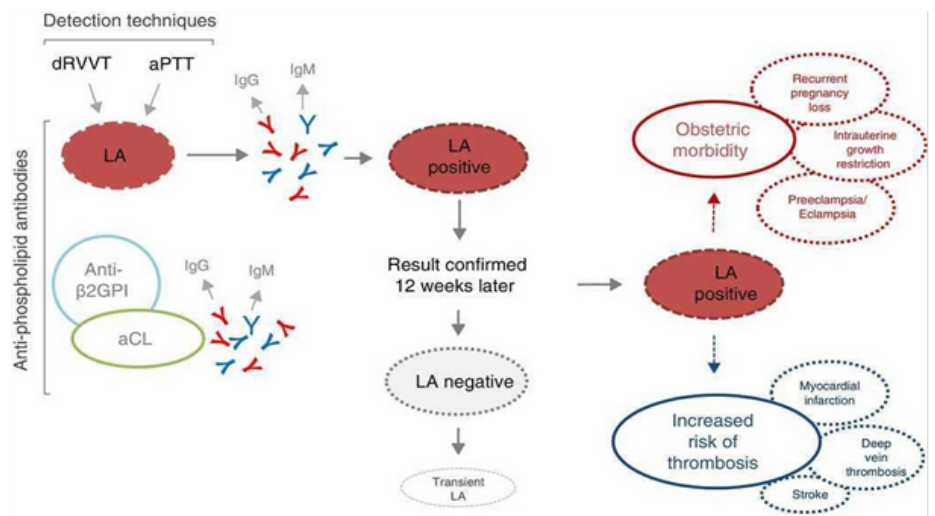 Detection techniques
dRVVT
aPTT
Anti-phospholipid antibodies
LA
IgG
IgM
LA
positive
Result confirmed
12 weeks later
LA negative
Transient
LA
Anti-
β2GPI
aCL
IgG
IgM
LA
positive
Obstetric
morbidity
Recurrent
pregnancy
loss
Intrauterine
growth
restriction
Preeclampsia/
Eclampsia
Increased
risk of
thrombosis
Myocardial
infarction
Deep
vein
thrombosis
Stroke